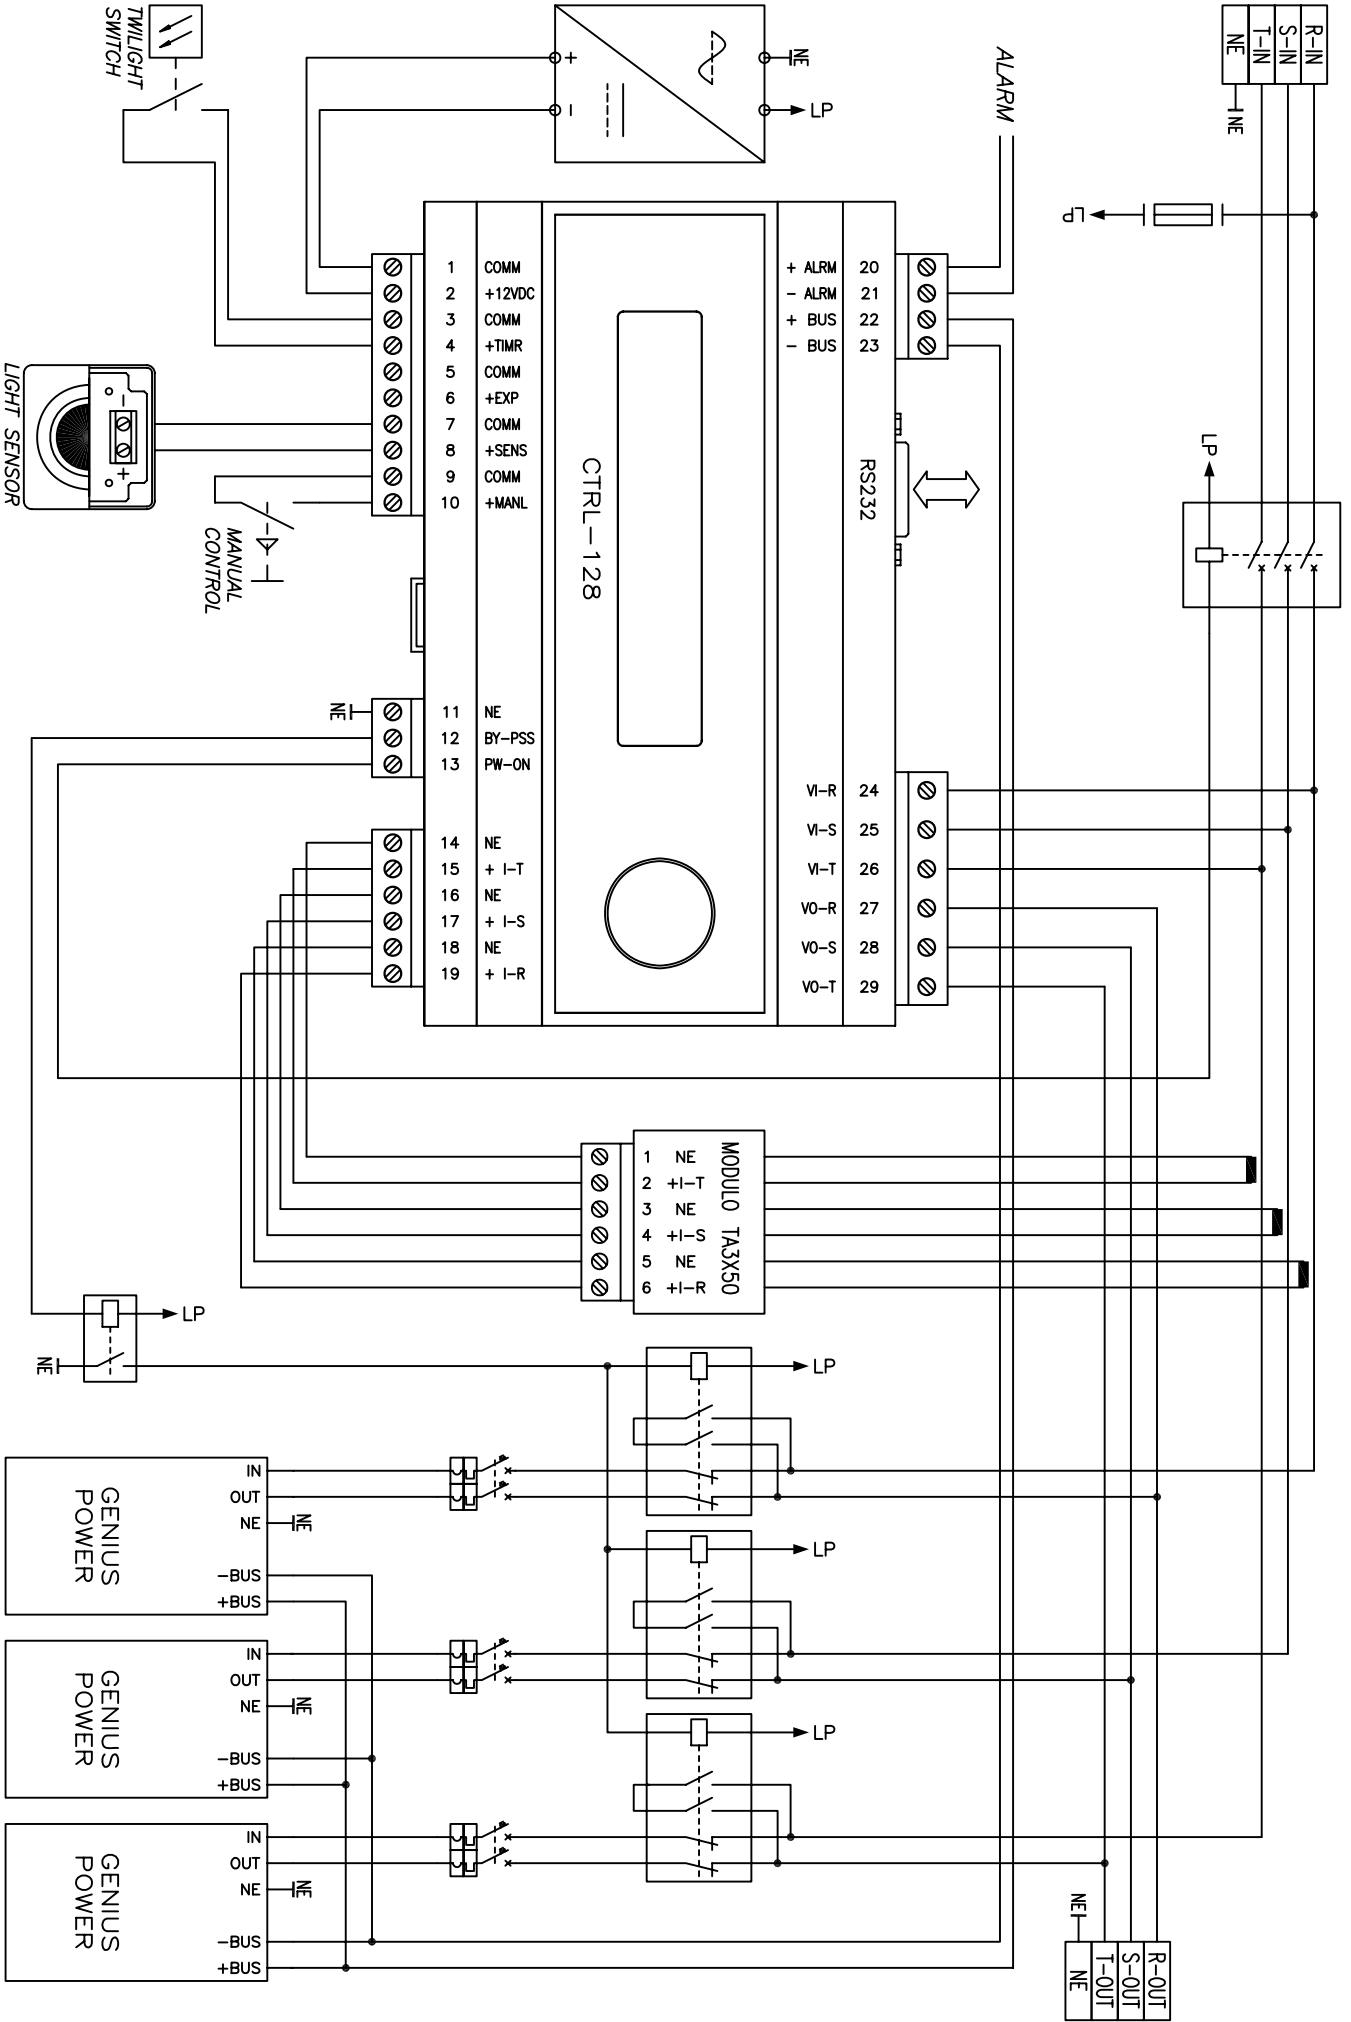 TWILIGHT
SWITCH
NE
LP
+
−
ALARM
R-IN
S-IN
T-IN
NE
NE
LP
1 COMM
2 +12VDC
3 COMM
4 +TIMR
5 COMM
6 +EXP
7 COMM
8 +SENS
9 COMM
10 +MANL
+ ALRM 20
− ALRM 21
+ BUS 22
− BUS 23
RS232
CTRL-128
LP
− +
LIGHT SENSOR
MANUAL
CONTROL
NE
11 NE
12 BY-PSS
13 PW-ON
14 NE
15 + I-T
16 NE
17 + I-S
18 NE
19 + I-R
VI-R 24
VI-S 25
VI-T 26
VO-R 27
VO-S 28
VO-T 29
1 NE
2 +I-T
3 NE
4 +I-S
5 NE
6 +I-R
MODULO TA3X50
LP
NE
LP
IN
OUT
NE
NE
-BUS
+BUS
GENIUS
POWER
LP
IN
OUT
NE
NE
-BUS
+BUS
GENIUS
POWER
LP
IN
OUT
NE
NE
-BUS
+BUS
GENIUS
POWER
NE
R-OUT
S-OUT
T-OUT
NE